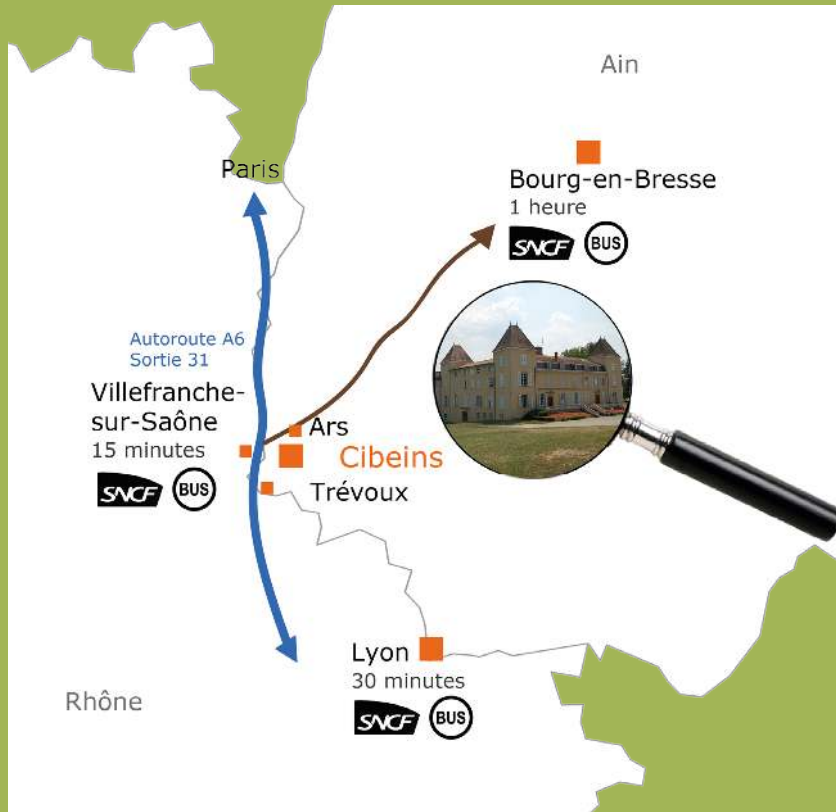 Ain
Paris
Bourg-en-Bresse
1 heure
SNCF
BUS
Autoroute A6
Sortie 31
Villefranche-
sur-Saône
15 minutes
SNCF
BUS
Ars
Cibeins
Trévoux
Lyon
30 minutes
SNCF
BUS
Rhône